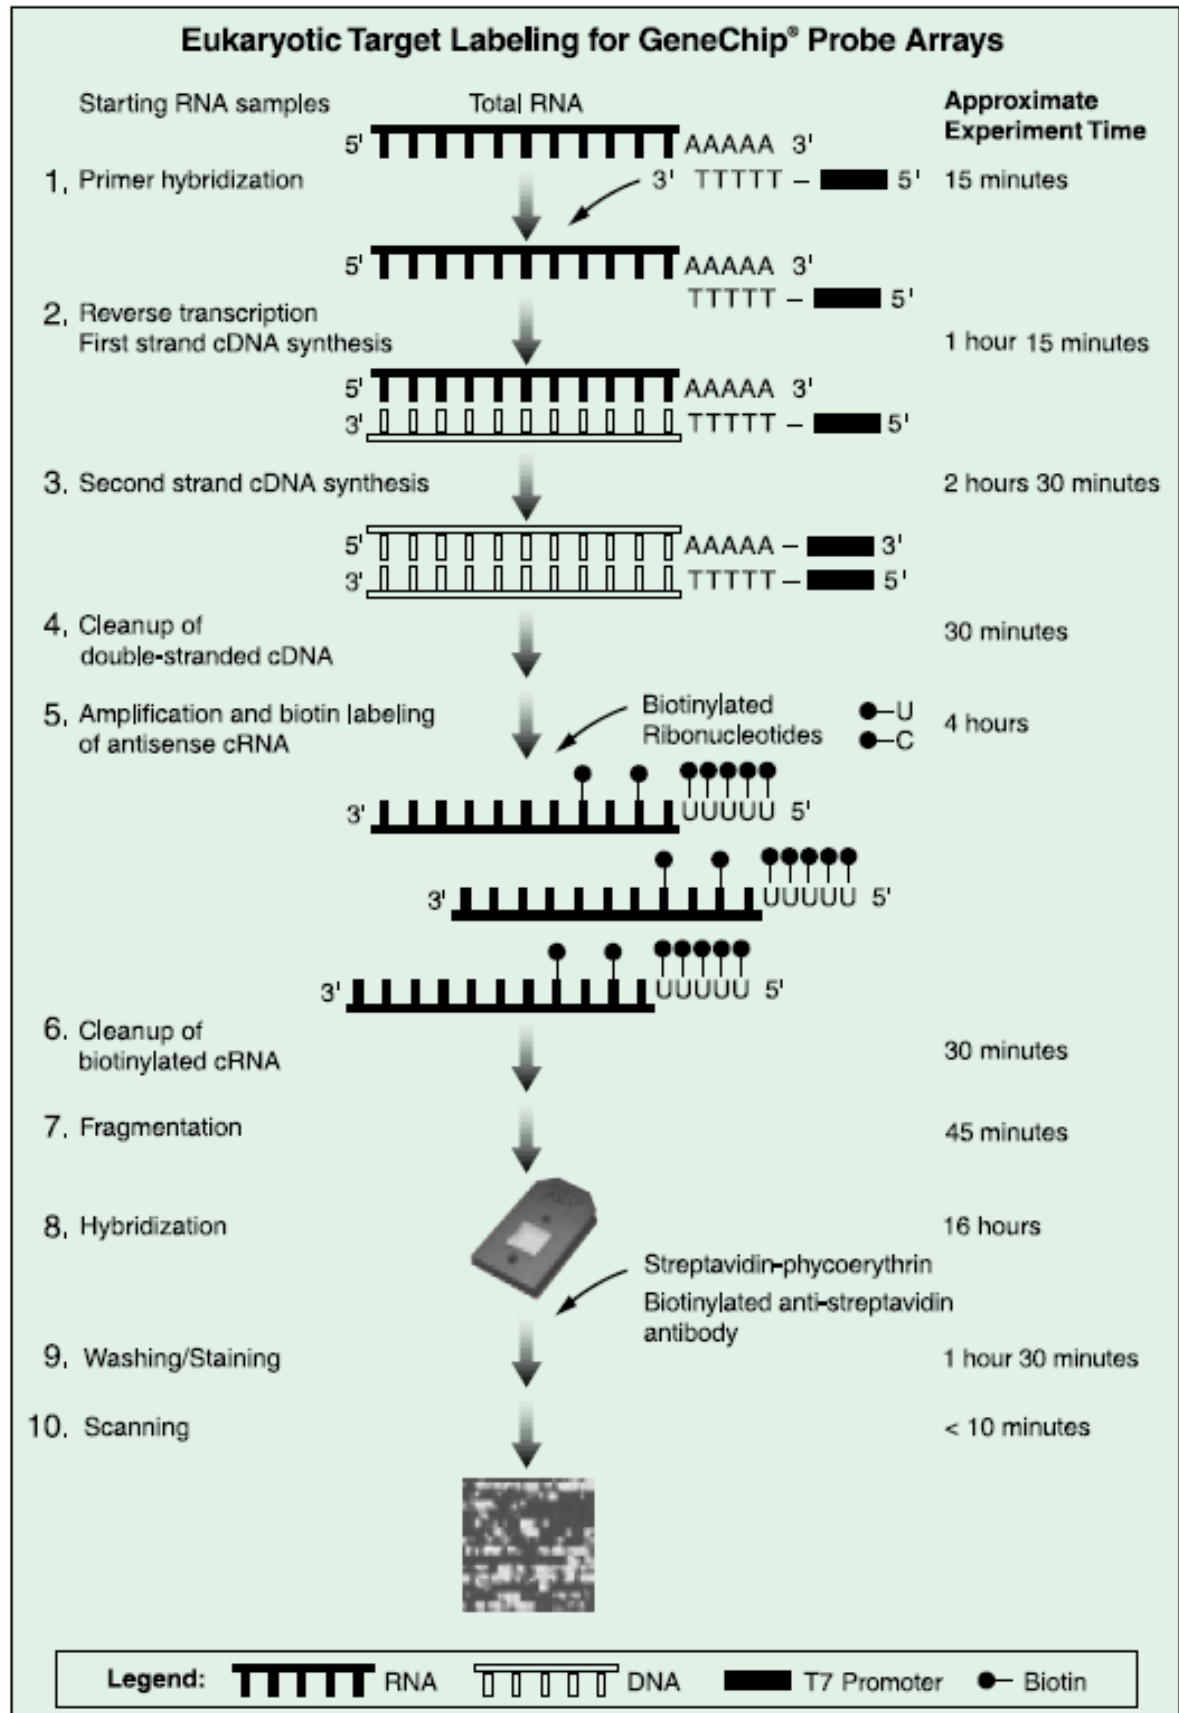 Eukaryotic Target Labeling for GeneChip® Probe Arrays
Starting RNA samples
Total RNA
Approximate
Experiment Time
5' AAAAA 3'
1. Primer hybridization
3' TTTTT – 5'
15 minutes
5' AAAAA 3'
TTTTT – 5'
2. Reverse transcription
First strand cDNA synthesis
1 hour 15 minutes
5' AAAAA 3'
3' TTTTT – 5'
3. Second strand cDNA synthesis
2 hours 30 minutes
5' AAAAA – 3'
3' TTTTT – 5'
4. Cleanup of
double-stranded cDNA
30 minutes
5. Amplification and biotin labeling
of antisense cRNA
Biotinylated
Ribonucleotides
U
C
4 hours
3' UUUUU 5'
3' UUUUU 5'
3' UUUUU 5'
6. Cleanup of
biotinylated cRNA
30 minutes
7. Fragmentation
45 minutes
8. Hybridization
16 hours
Streptavidin-phycoerythrin
Biotinylated anti-streptavidin
antibody
9. Washing/Staining
1 hour 30 minutes
10. Scanning
< 10 minutes
Legend: RNA DNA T7 Promoter Biotin